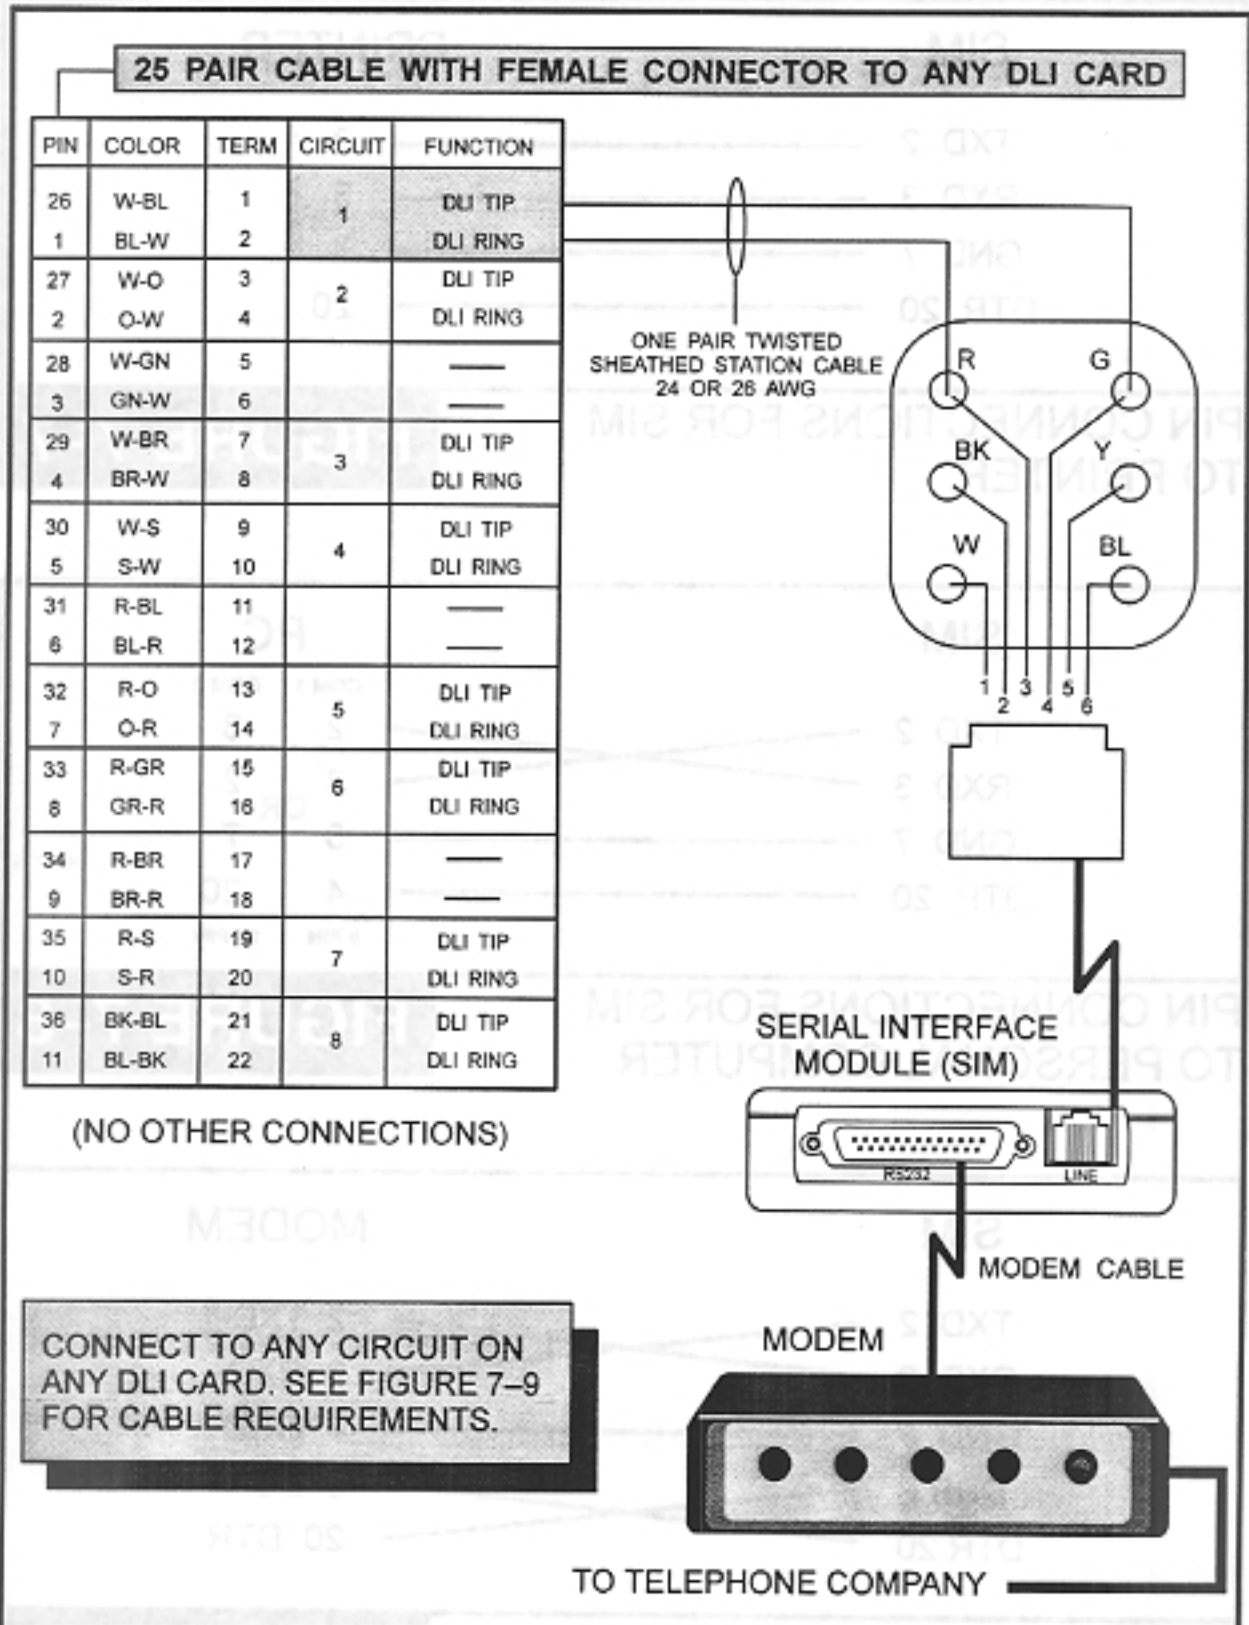 25 PAIR CABLE WITH FEMALE CONNECTOR TO ANY DLI CARD
PIN COLOR TERM CIRCUIT FUNCTION
26 W-BL 1 1 DLI TIP
1 BL-W 2 DLI RING
27 W-O 3 2 DLI TIP
2 O-W 4 DLI RING
28 W-GN 5 —
3 GN-W 6 —
29 W-BR 7 3 DLI TIP
4 BR-W 8 DLI RING
30 W-S 9 4 DLI TIP
5 S-W 10 DLI RING
31 R-BL 11 —
6 BL-R 12 —
32 R-O 13 5 DLI TIP
7 O-R 14 DLI RING
33 R-GR 15 6 DLI TIP
8 GR-R 16 DLI RING
34 R-BR 17 —
9 BR-R 18 —
35 R-S 19 7 DLI TIP
10 S-R 20 DLI RING
36 BK-BL 21 8 DLI TIP
11 BL-BK 22 DLI RING
(NO OTHER CONNECTIONS)
ONE PAIR TWISTED
SHEATHED STATION CABLE
24 OR 26 AWG
R G
BK Y
W BL
1 2 3 4 5 6
SERIAL INTERFACE
MODULE (SIM)
RS232 LINE
MODEM CABLE
MODEM
CONNECT TO ANY CIRCUIT ON
ANY DLI CARD. SEE FIGURE 7–9
FOR CABLE REQUIREMENTS.
TO TELEPHONE COMPANY